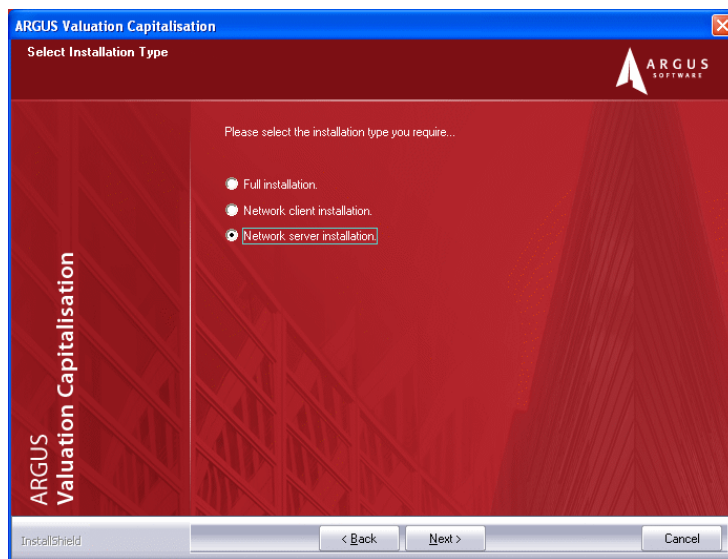 ARGUS Valuation Capitalisation
Select Installation Type
ARGUS
SOFTWARE
Please select the installation type you require...
Full installation.
Network client installation.
Network server installation.
ARGUS
Valuation Capitalisation
InstallShield
< Back
Next >
Cancel